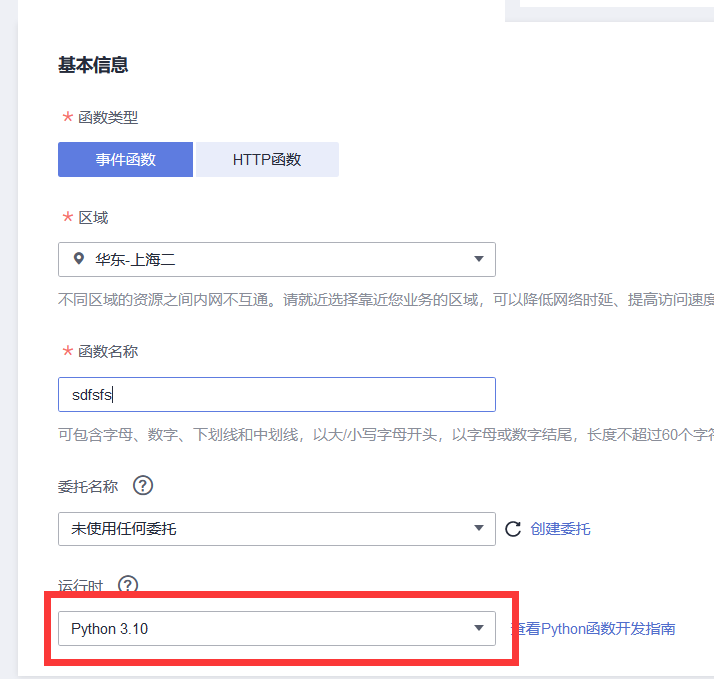 基本信息
* 函数类型
事件函数 HTTP函数
* 区域
华东-上海二
不同区域的资源之间内网不互通。请就近选择靠近您业务的区域，可以降低网络时延、提高访问速度
* 函数名称
sdfsfs
可包含字母、数字、下划线和中划线，以大/小写字母开头，以字母或数字结尾，长度不超过60个字符
委托名称 ?
未使用任何委托 创建委托
运行时 ?
Python 3.10 查看Python函数开发指南